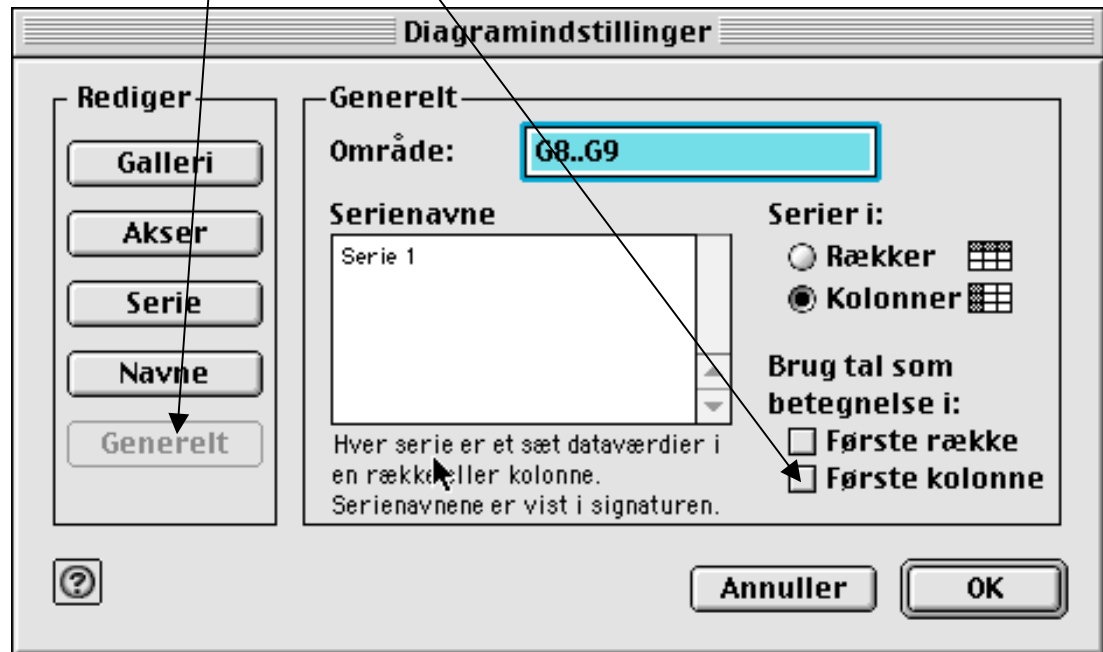 Diagramindstillinger
Rediger
Galleri
Akser
Serie
Navne
Generelt
Generelt
Område:
G8..G9
Serienavne
Serie 1
Hver serie er et sæt dataværdier i
en række eller kolonne.
Serienavnene er vist i signaturen.
Serier i:
Rækker
Kolonner
Brug tal som
betegnelse i:
Første række
Første kolonne
?
Annuller
OK